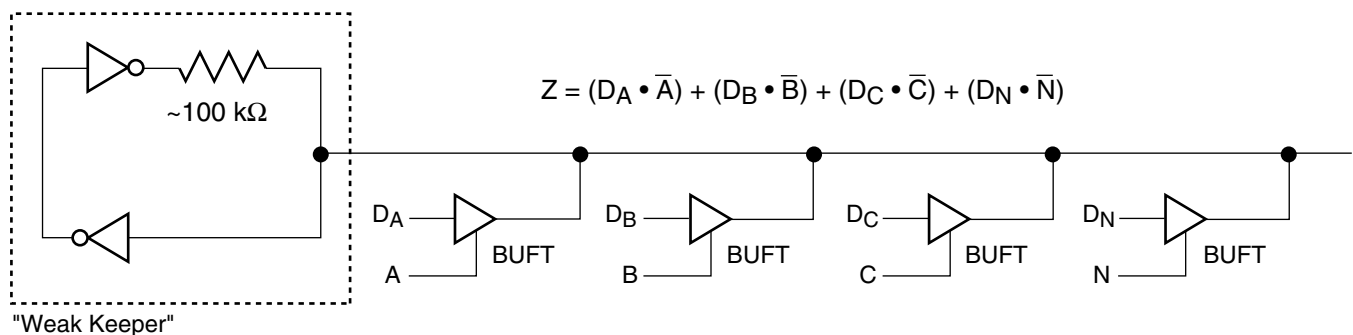 ~100 kΩ
Z = (D_A • A̅) + (D_B • B̅) + (D_C • C̅) + (D_N • N̅)
D_A
BUFT
A
D_B
BUFT
B
D_C
BUFT
C
D_N
BUFT
N
"Weak Keeper"